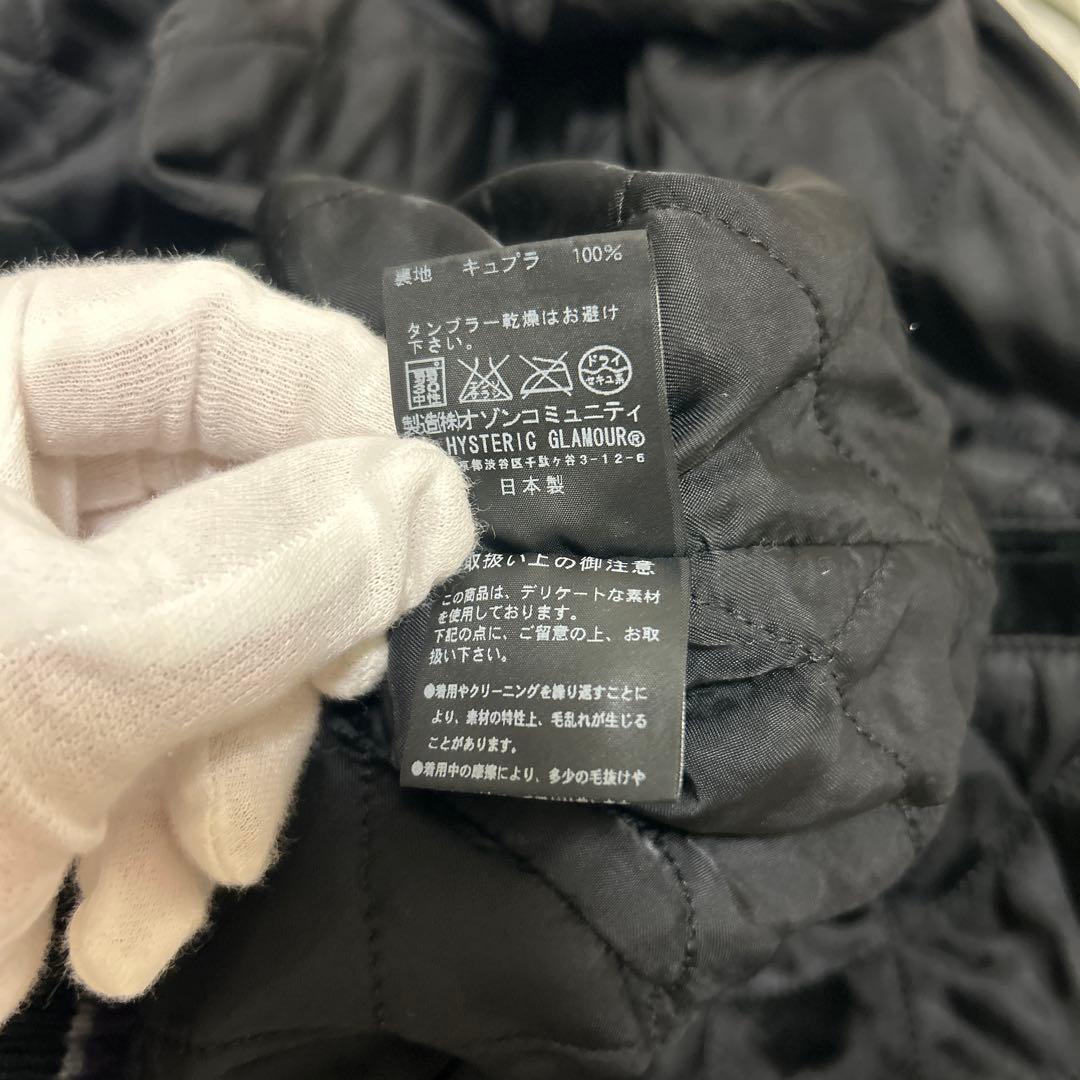 裏地 キュプラ 100%
タンブラー乾燥はお避け
下さい。
ドライ
セキユ系
製造(株)オゾンコミュニティ
HYSTERIC GLAMOUR®
京都渋谷区千駄ヶ谷3-12-6
日本製
取扱い上の御注意
この商品は、デリケートな素材
を使用しております。
下記の点に、ご留意の上、お取
扱い下さい。
●着用やクリーニングを繰り返すことに
より、素材の特性上、毛乱れが生じる
ことがあります。
●着用中の摩擦により、多少の毛抜けや